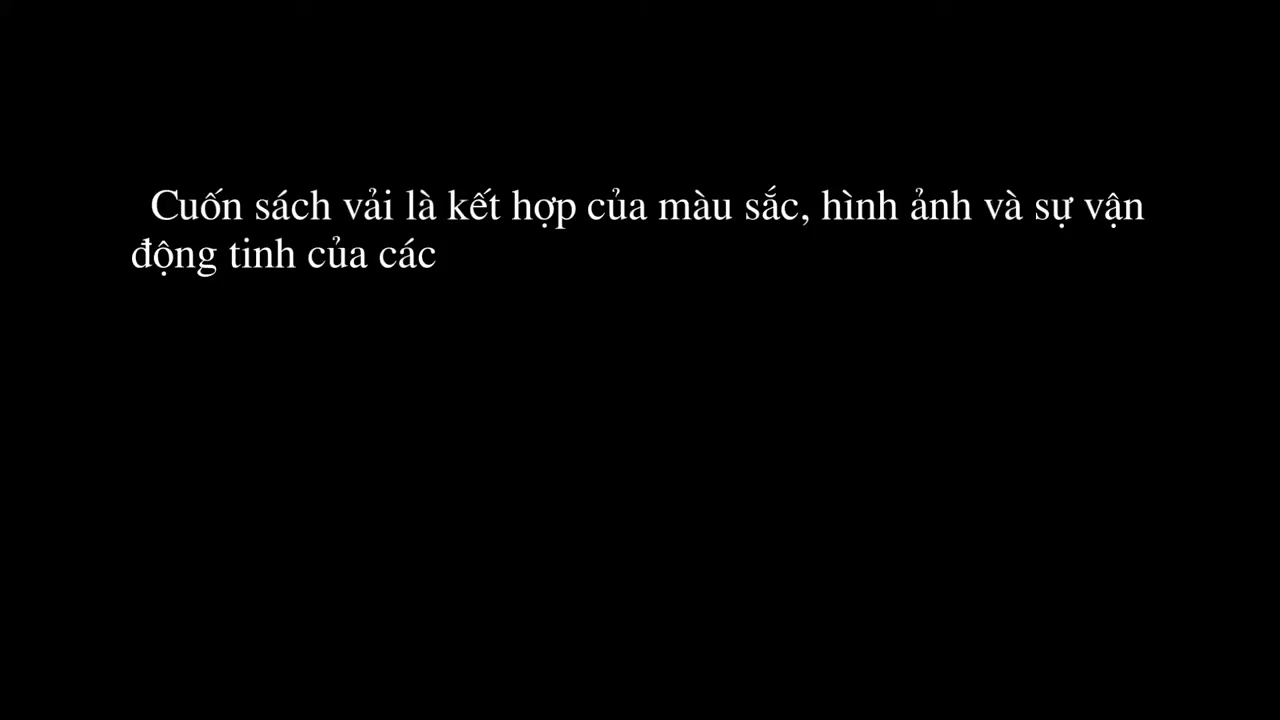 Cuốn sách vải là kết hợp của màu sắc, hình ảnh và sự vận
động tinh của các